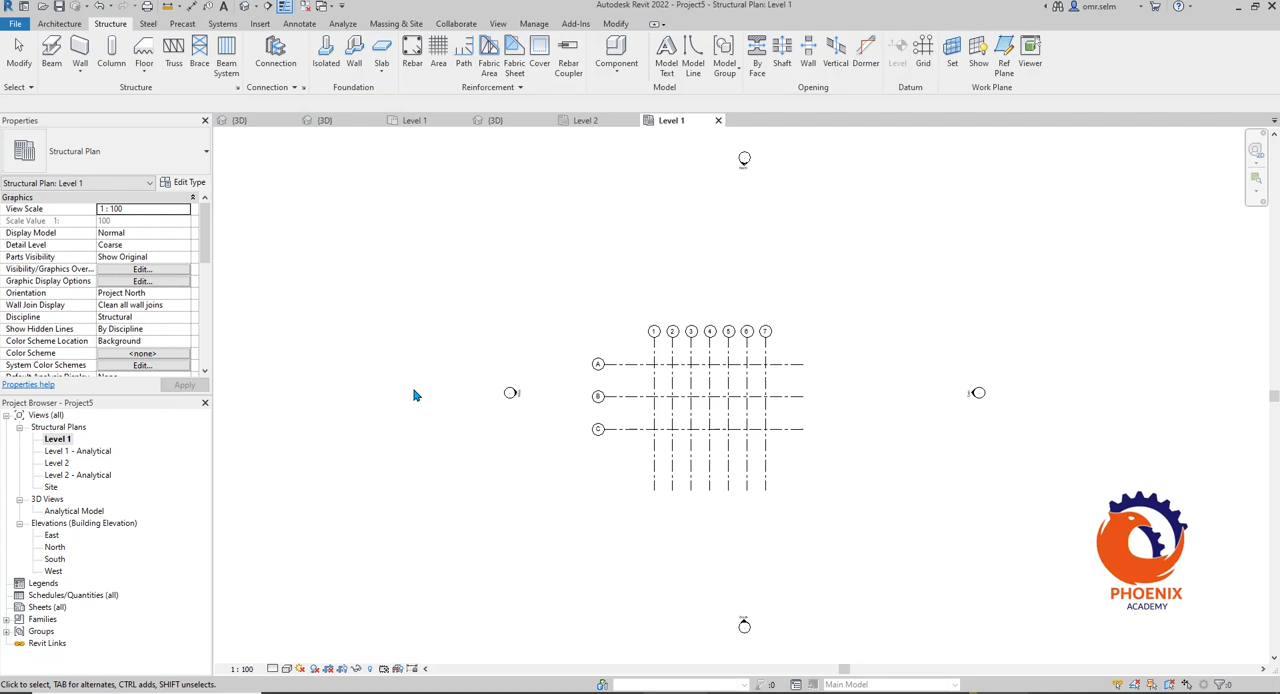 Autodesk Revit 2022 - Project5 - Structural Plan: Level 1
omr.selm
File Architecture Structure Steel Precast Systems Insert Annotate Analyze Massing & Site Collaborate View Manage Add-Ins Modify
Modify Beam Wall Column Floor Truss Brace Beam System Connection Isolated Wall Slab Rebar Area Path Fabric Area Fabric Sheet Cover Rebar Coupler Component Model Text Model Line Model Group By Face Shaft Wall Vertical Dormer Level Grid Set Show Ref Plane Viewer
Select Structure Connection Foundation Reinforcement Model Opening Datum Work Plane
Properties
{3D} {3D} Level 1 {3D} Level 2 Level 1
Structural Plan
Structural Plan: Level 1 Edit Type
Graphics
View Scale 1 : 100
Scale Value 1: 100
Display Model Normal
Detail Level Coarse
Parts Visibility Show Original
Visibility/Graphics Over... Edit...
Graphic Display Options Edit...
Orientation Project North
Wall Join Display Clean all wall joins
Discipline Structural
Show Hidden Lines By Discipline
Color Scheme Location Background
Color Scheme <none>
System Color Schemes Edit...
Properties help Apply
Project Browser - Project5
Views (all)
Structural Plans
Level 1
Level 1 - Analytical
Level 2
Level 2 - Analytical
Site
3D Views
Analytical Model
Elevations (Building Elevation)
East
North
South
West
Legends
Schedules/Quantities (all)
Sheets (all)
Families
Groups
Revit Links
1 2 3 4 5 6 7
A
B
C
PHOENIX
ACADEMY
1 : 100
Click to select, TAB for alternates, CTRL adds, SHIFT unselects.
:0 Main Model :0